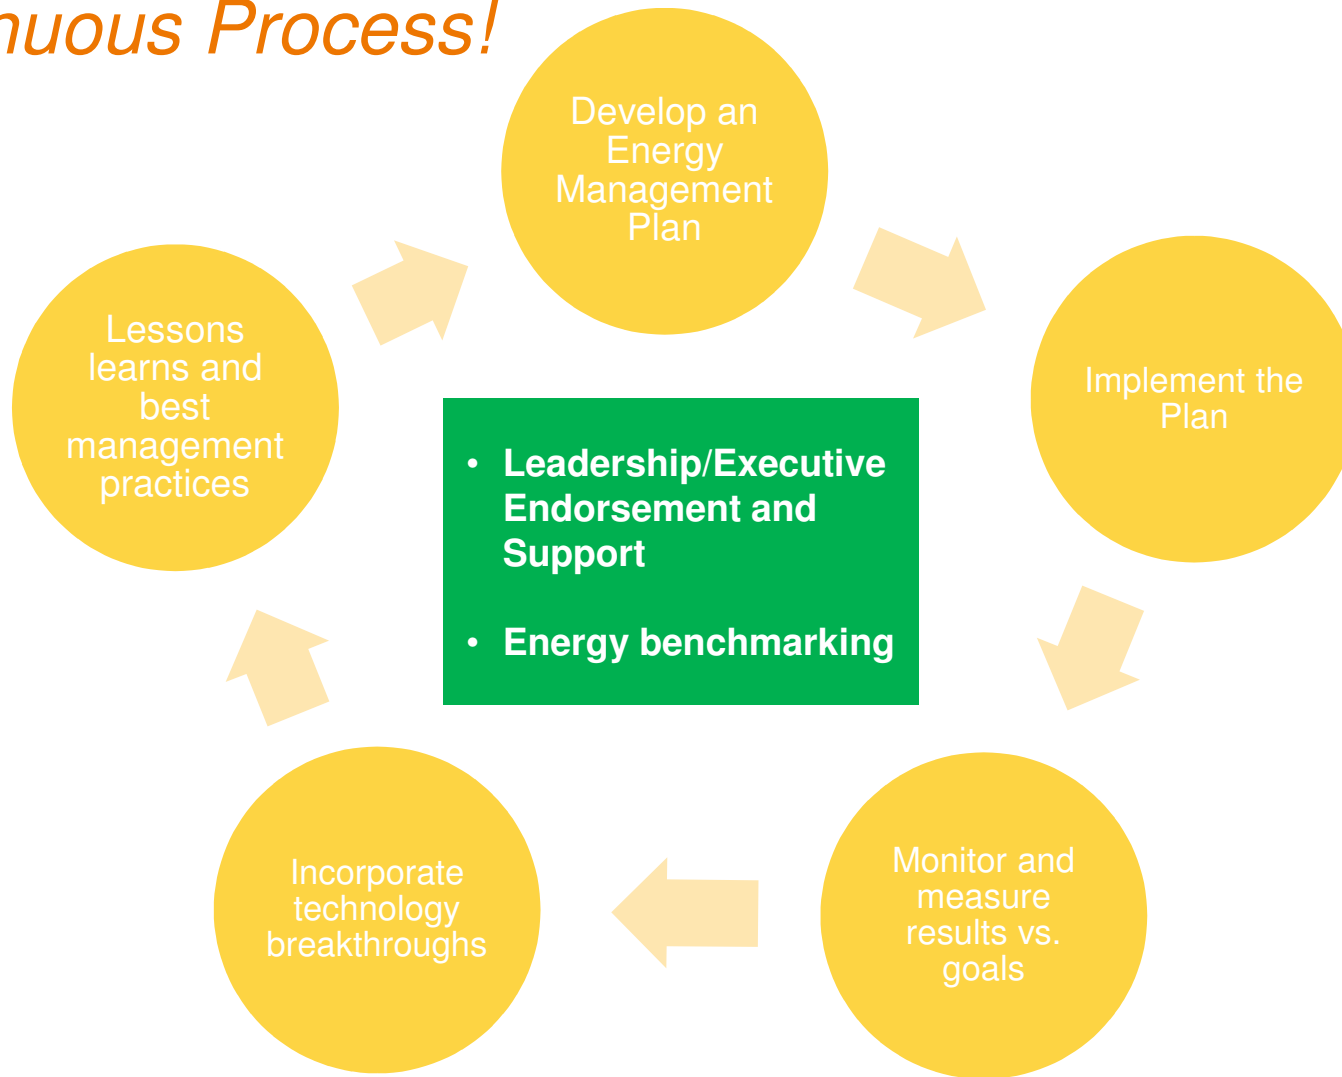 nuous Process!
Develop an
Energy
Management
Plan
Implement the
Plan
Monitor and
measure
results vs.
goals
Incorporate
technology
breakthroughs
Lessons
learns and
best
management
practices
• Leadership/Executive
Endorsement and
Support
• Energy benchmarking